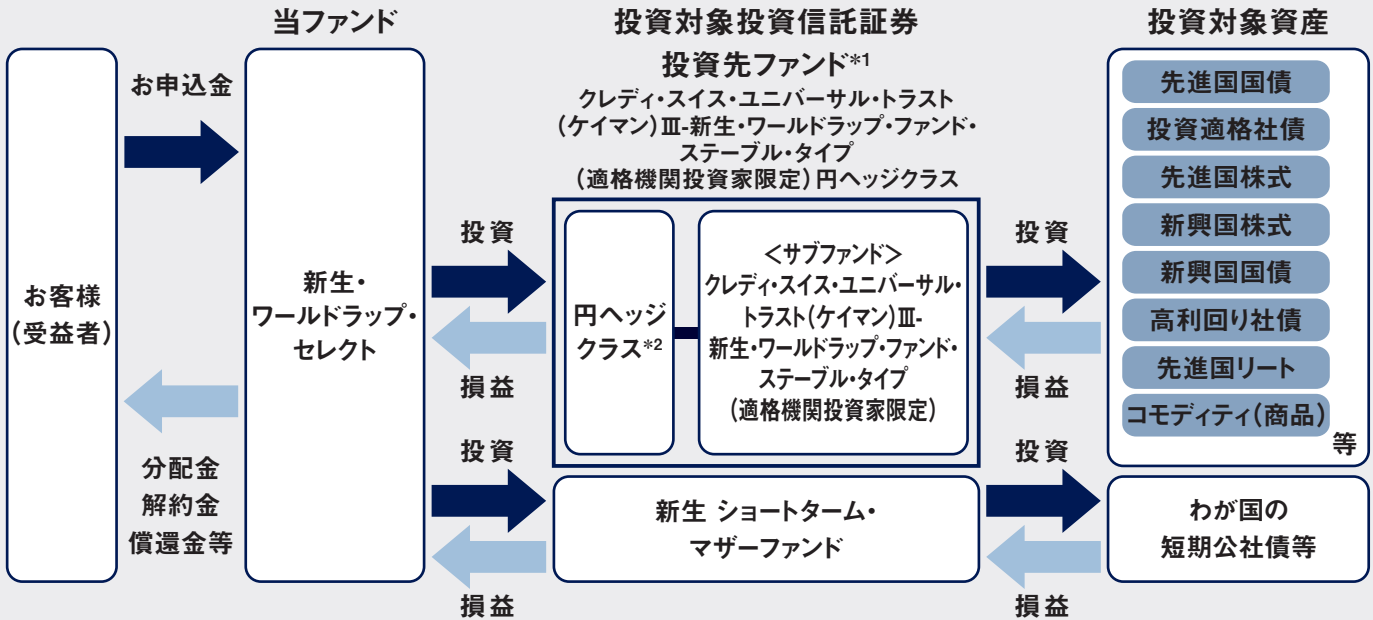 当ファンド
投資対象投資信託証券
投資対象資産
投資先ファンド*1
クレディ・スイス・ユニバーサル・トラスト
(ケイマン)Ⅲ-新生・ワールドラップ・ファンド・
ステーブル・タイプ
(適格機関投資家限定)円ヘッジクラス
お客様
(受益者)
お申込金
分配金
解約金
償還金等
新生・
ワールドラップ・
セレクト
投資
損益
円ヘッジ
クラス*2
<サブファンド>
クレディ・スイス・ユニバーサル・
トラスト(ケイマン)Ⅲ-
新生・ワールドラップ・ファンド・
ステーブル・タイプ
(適格機関投資家限定)
投資
損益
先進国国債
投資適格社債
先進国株式
新興国株式
新興国国債
高利回り社債
先進国リート
コモディティ(商品)
等
投資
損益
新生 ショートターム・
マザーファンド
投資
損益
わが国の
短期公社債等